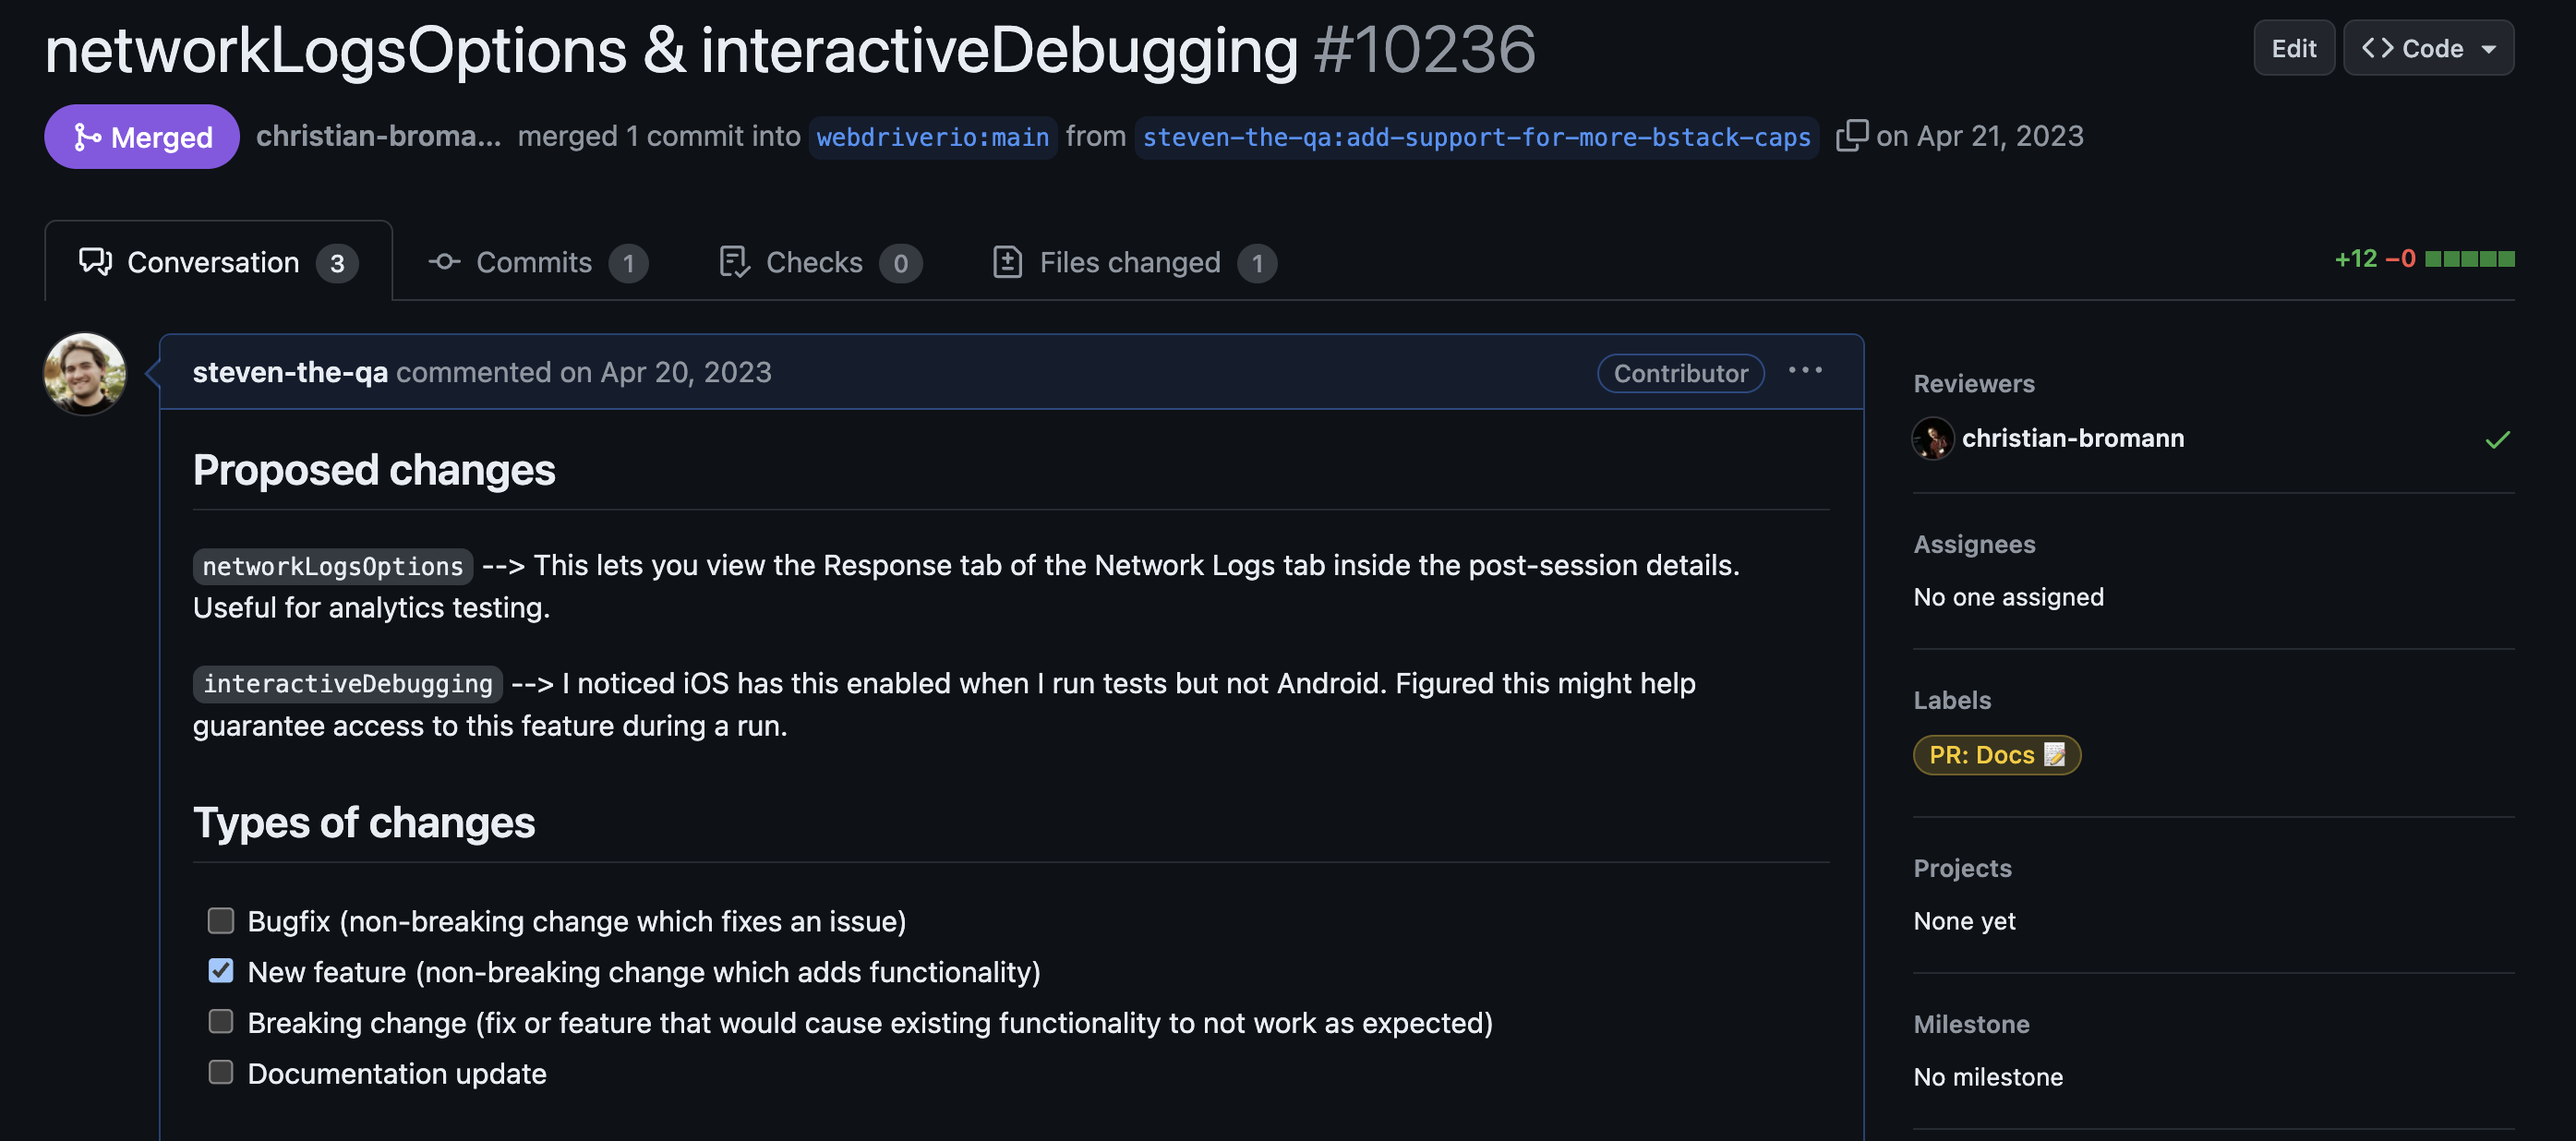 networkLogsOptions & interactiveDebugging #10236
Edit
<> Code
Merged
christian-broma... merged 1 commit into webdriverio:main from steven-the-qa:add-support-for-more-bstack-caps on Apr 21, 2023
Conversation 3
Commits 1
Checks 0
Files changed 1
+12 −0
steven-the-qa commented on Apr 20, 2023
Contributor
...
Proposed changes
networkLogsOptions --> This lets you view the Response tab of the Network Logs tab inside the post-session details.
Useful for analytics testing.
interactiveDebugging --> I noticed iOS has this enabled when I run tests but not Android. Figured this might help
guarantee access to this feature during a run.
Types of changes
Bugfix (non-breaking change which fixes an issue)
New feature (non-breaking change which adds functionality)
Breaking change (fix or feature that would cause existing functionality to not work as expected)
Documentation update
Reviewers
christian-bromann
Assignees
No one assigned
Labels
PR: Docs 📝
Projects
None yet
Milestone
No milestone